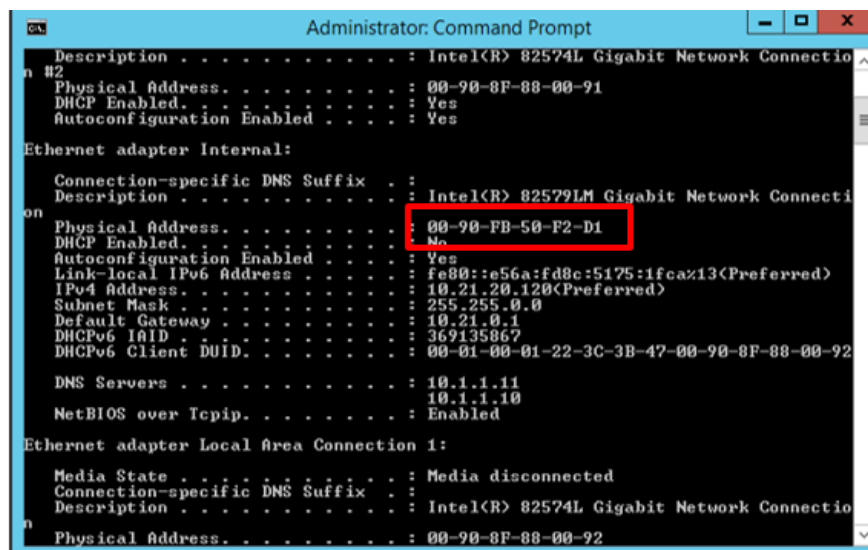 Administrator: Command Prompt
Description . . . . . . . . . . . : Intel(R) 82574L Gigabit Network Connectio
n #2
Physical Address. . . . . . . . . : 00-90-8F-88-00-91
DHCP Enabled. . . . . . . . . . . : Yes
Autoconfiguration Enabled . . . . : Yes
Ethernet adapter Internal:
Connection-specific DNS Suffix  . :
Description . . . . . . . . . . . : Intel(R) 82579LM Gigabit Network Connecti
on
Physical Address. . . . . . . . . : 00-90-FB-50-F2-D1
DHCP Enabled. . . . . . . . . . . : No
Autoconfiguration Enabled . . . . : Yes
Link-local IPv6 Address . . . . . : fe80::e56a:fd8c:5175:1fca%13(Preferred)
IPv4 Address. . . . . . . . . . . : 10.21.20.120(Preferred)
Subnet Mask . . . . . . . . . . . : 255.255.0.0
Default Gateway . . . . . . . . . : 10.21.0.1
DHCPv6 IAID . . . . . . . . . . . : 369135867
DHCPv6 Client DUID. . . . . . . . : 00-01-00-01-22-3C-3B-47-00-90-8F-88-00-92
DNS Servers . . . . . . . . . . . : 10.1.1.11
10.1.1.10
NetBIOS over Tcpip. . . . . . . . : Enabled
Ethernet adapter Local Area Connection 1:
Media State . . . . . . . . . . . : Media disconnected
Connection-specific DNS Suffix  . :
Description . . . . . . . . . . . : Intel(R) 82574L Gigabit Network Connectio
n
Physical Address. . . . . . . . . : 00-90-8F-88-00-92